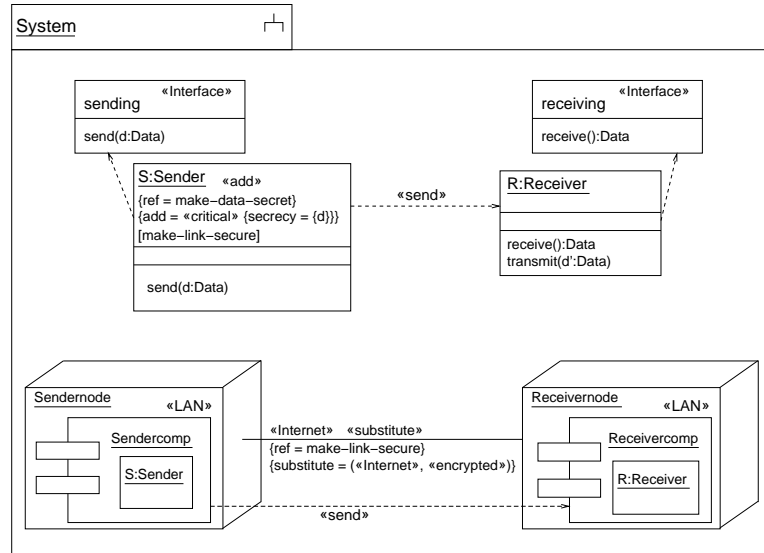 System
«Interface»
sending
send(d:Data)
«Interface»
receiving
receive():Data
S:Sender «add»
{ref = make−data−secret}
{add = «critical» {secrecy = {d}}}
[make−link−secure]
send(d:Data)
«send»
R:Receiver
receive():Data
transmit(d':Data)
Sendernode
«LAN»
Sendercomp
S:Sender
«Internet» «substitute»
{ref = make−link−secure}
{substitute = («Internet», «encrypted»)}
«send»
Receivernode
«LAN»
Receivercomp
R:Receiver